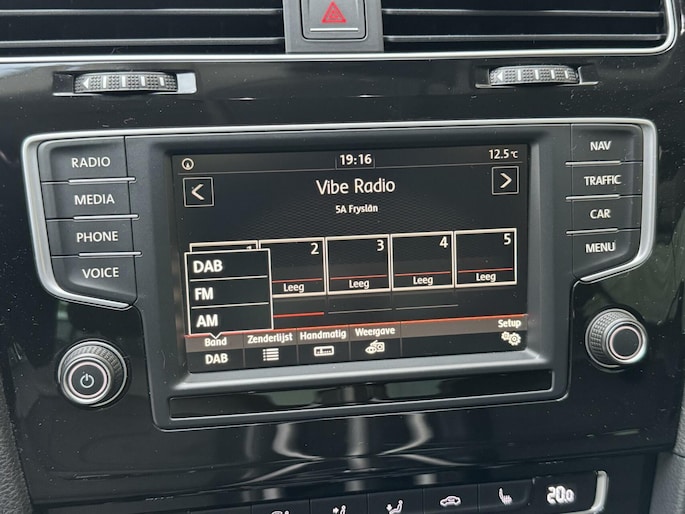 RADIO
MEDIA
PHONE
VOICE
19:16
12.5 °C
Vibe Radio
5A Fryslân
1 2 3 4 5
Leeg Leeg Leeg Leeg
DAB
FM
AM
Band Zenderlijst Handmatig Weergave Setup
DAB
NAV
TRAFFIC
CAR
MENU
20.0